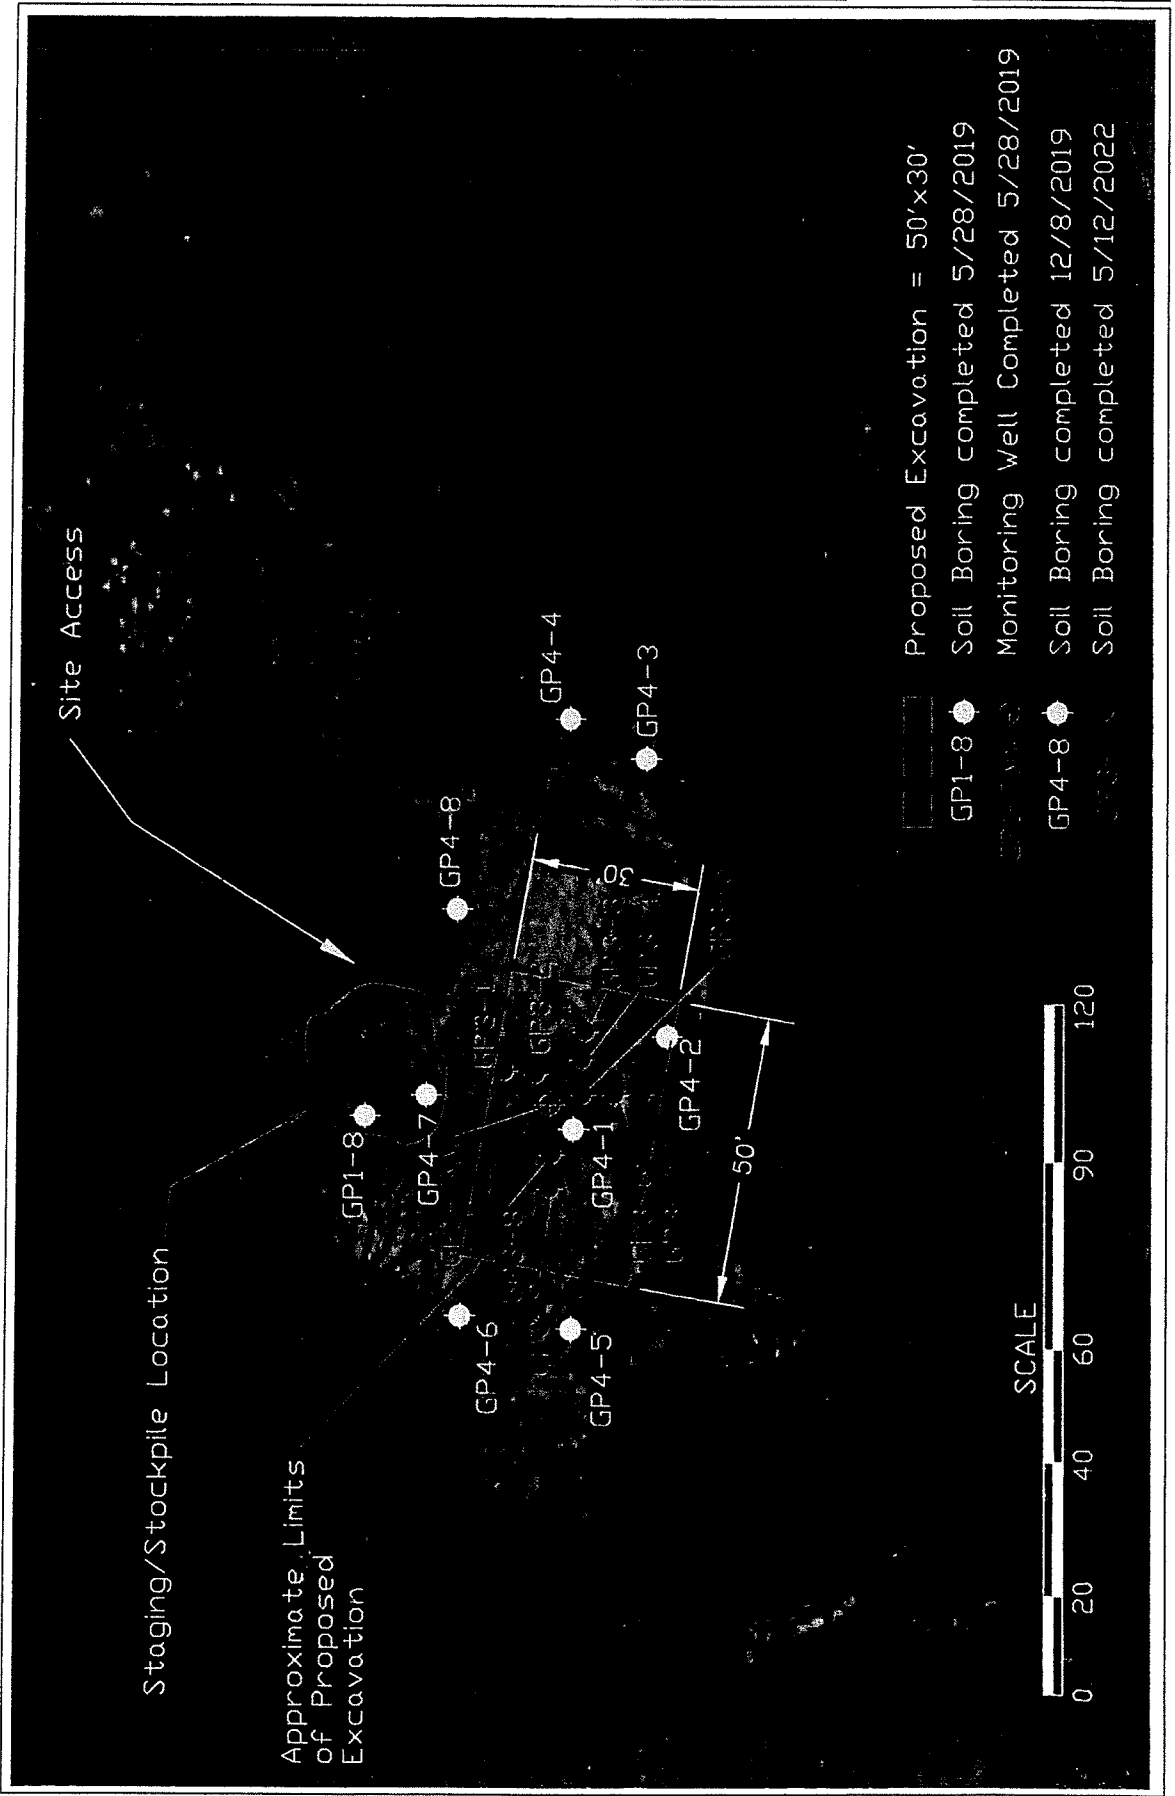 Site Access
Staging/Stockpile Location
Approximate Limits
of Proposed
Excavation
GP1-8
GP4-7
GP4-8
GP4-4
GP4-3
GP4-6
GP4-5
GP4-1
GP4-2
GP3-1
30'
50'
Proposed Excavation = 50'x30'
GP1-8
Soil Boring completed 5/28/2019
Monitoring Well Completed 5/28/2019
GP4-8
Soil Boring completed 12/8/2019
Soil Boring completed 5/12/2022
SCALE
0 20 40 60 90 120